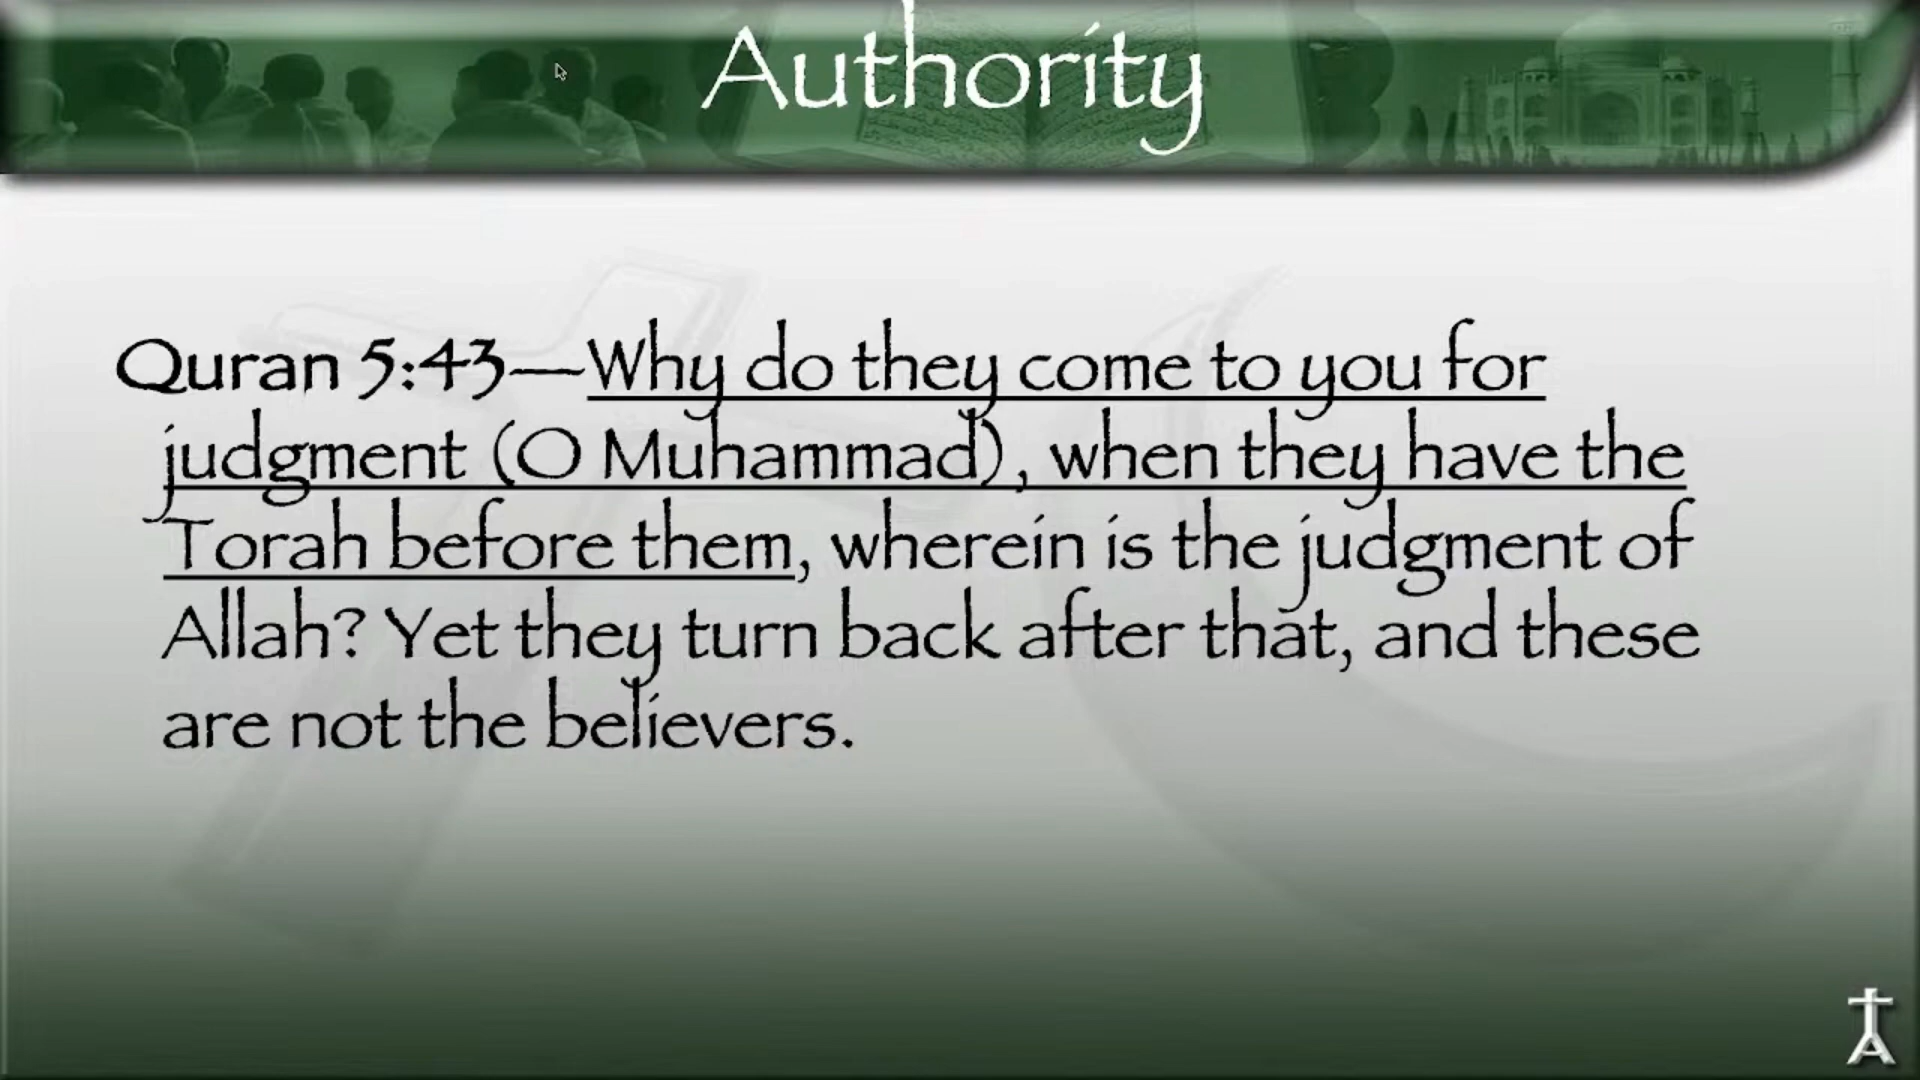 Authority
Quran 5:43—Why do they come to you for
judgment (O Muhammad), when they have the
Torah before them, wherein is the judgment of
Allah? Yet they turn back after that, and these
are not the believers.